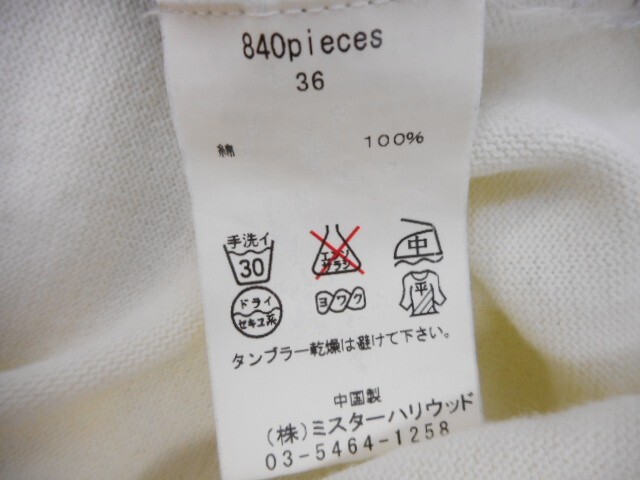 840pieces
36
綿 100%
手洗イ
30
エンソ
サラシ
中
ドライ
セキユ系
ヨワク
平
タンブラー乾燥は避けて下さい。
中国製
(株)ミスターハリウッド
03-5464-1258